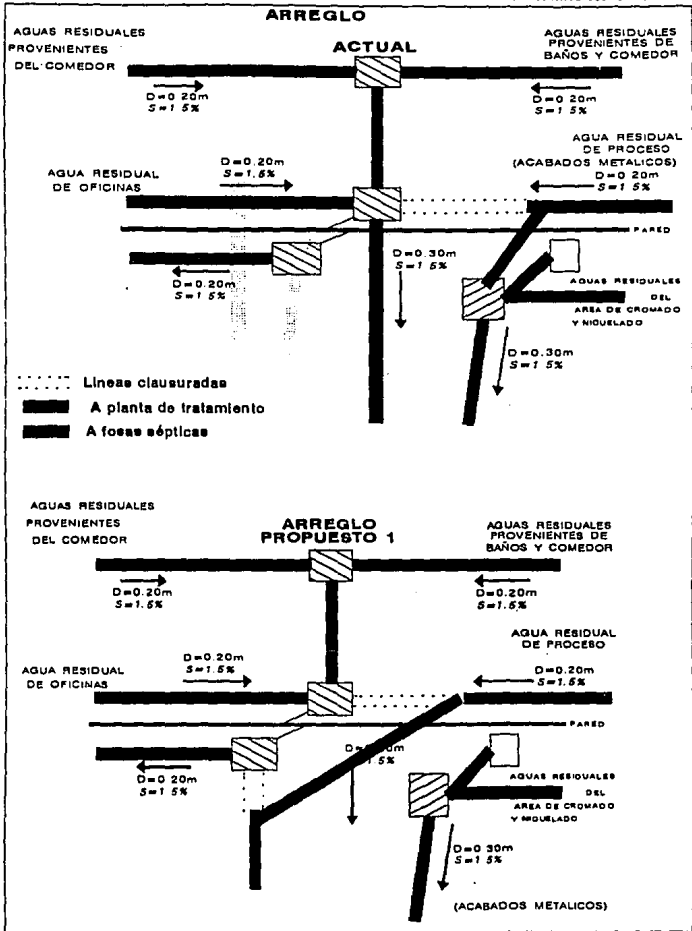 ARREGLO
ACTUAL
AGUAS RESIDUALES
PROVENIENTES
DEL COMEDOR
AGUAS RESIDUALES
PROVENIENTES DE
BAÑOS Y COMEDOR
D=0.20m
S=1 5%
D=0.20m
S=1 5%
AGUA RESIDUAL
DE PROCESO
(ACABADOS METALICOS)
D=0.20m
S=1.5%
D=0 20m
S=1 5%
AGUA RESIDUAL
DE OFICINAS
PARED
D=0.20m
S=1 5%
D=0.30m
S=1 5%
AGUAS RESIDUALES
DEL
AREA DE CROMADO
Y NIQUELADO
D=0.30m
S=1 5%
Líneas clausuradas
A planta de tratamiento
A fosas sépticas
AGUAS RESIDUALES
PROVENIENTES
DEL COMEDOR
ARREGLO
PROPUESTO 1
AGUAS RESIDUALES
PROVENIENTES DE
BAÑOS Y COMEDOR
D=0.20m
S=1.5%
D=0.20m
S=1.5%
AGUA RESIDUAL
DE PROCESO
D=0.20m
S=1.5%
D=0.20m
S=1.5%
AGUA RESIDUAL
DE OFICINAS
PARED
D=0 20m
S=1 5%
AGUAS RESIDUALES
DEL
AREA DE CROMADO
Y NIQUELADO
D=0 30m
S=1 5%
(ACABADOS METALICOS)